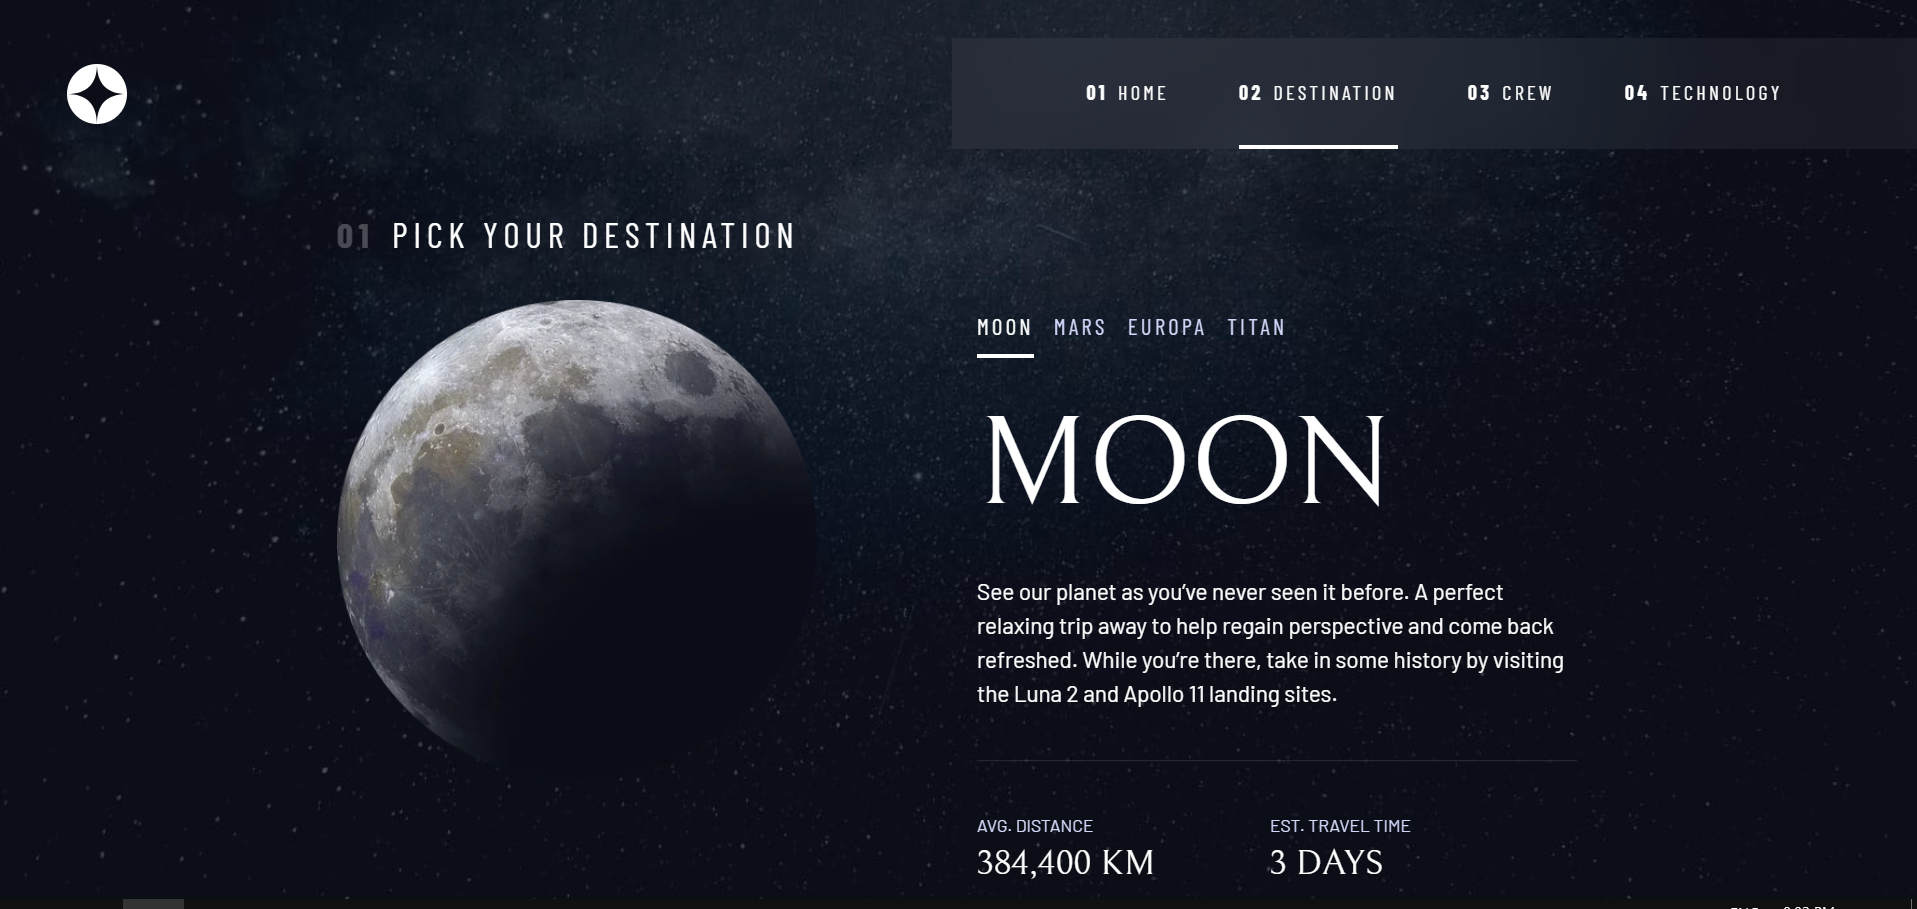 01 HOME 02 DESTINATION 03 CREW 04 TECHNOLOGY
01 PICK YOUR DESTINATION
MOON MARS EUROPA TITAN
MOON
See our planet as you’ve never seen it before. A perfect
relaxing trip away to help regain perspective and come back
refreshed. While you’re there, take in some history by visiting
the Luna 2 and Apollo 11 landing sites.
AVG. DISTANCE EST. TRAVEL TIME
384,400 KM 3 DAYS